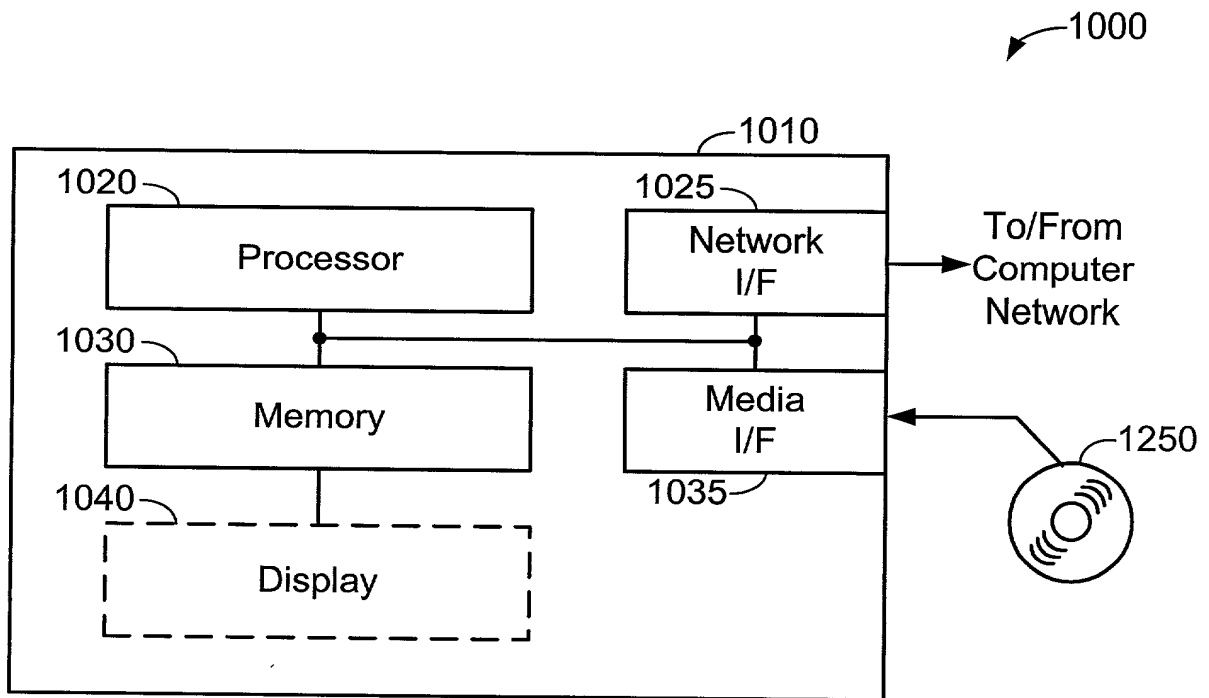 1000
1010
1020
Processor
1025
Network
I/F
To/From
Computer
Network
1030
Memory
Media
I/F
1035
1250
1040
Display